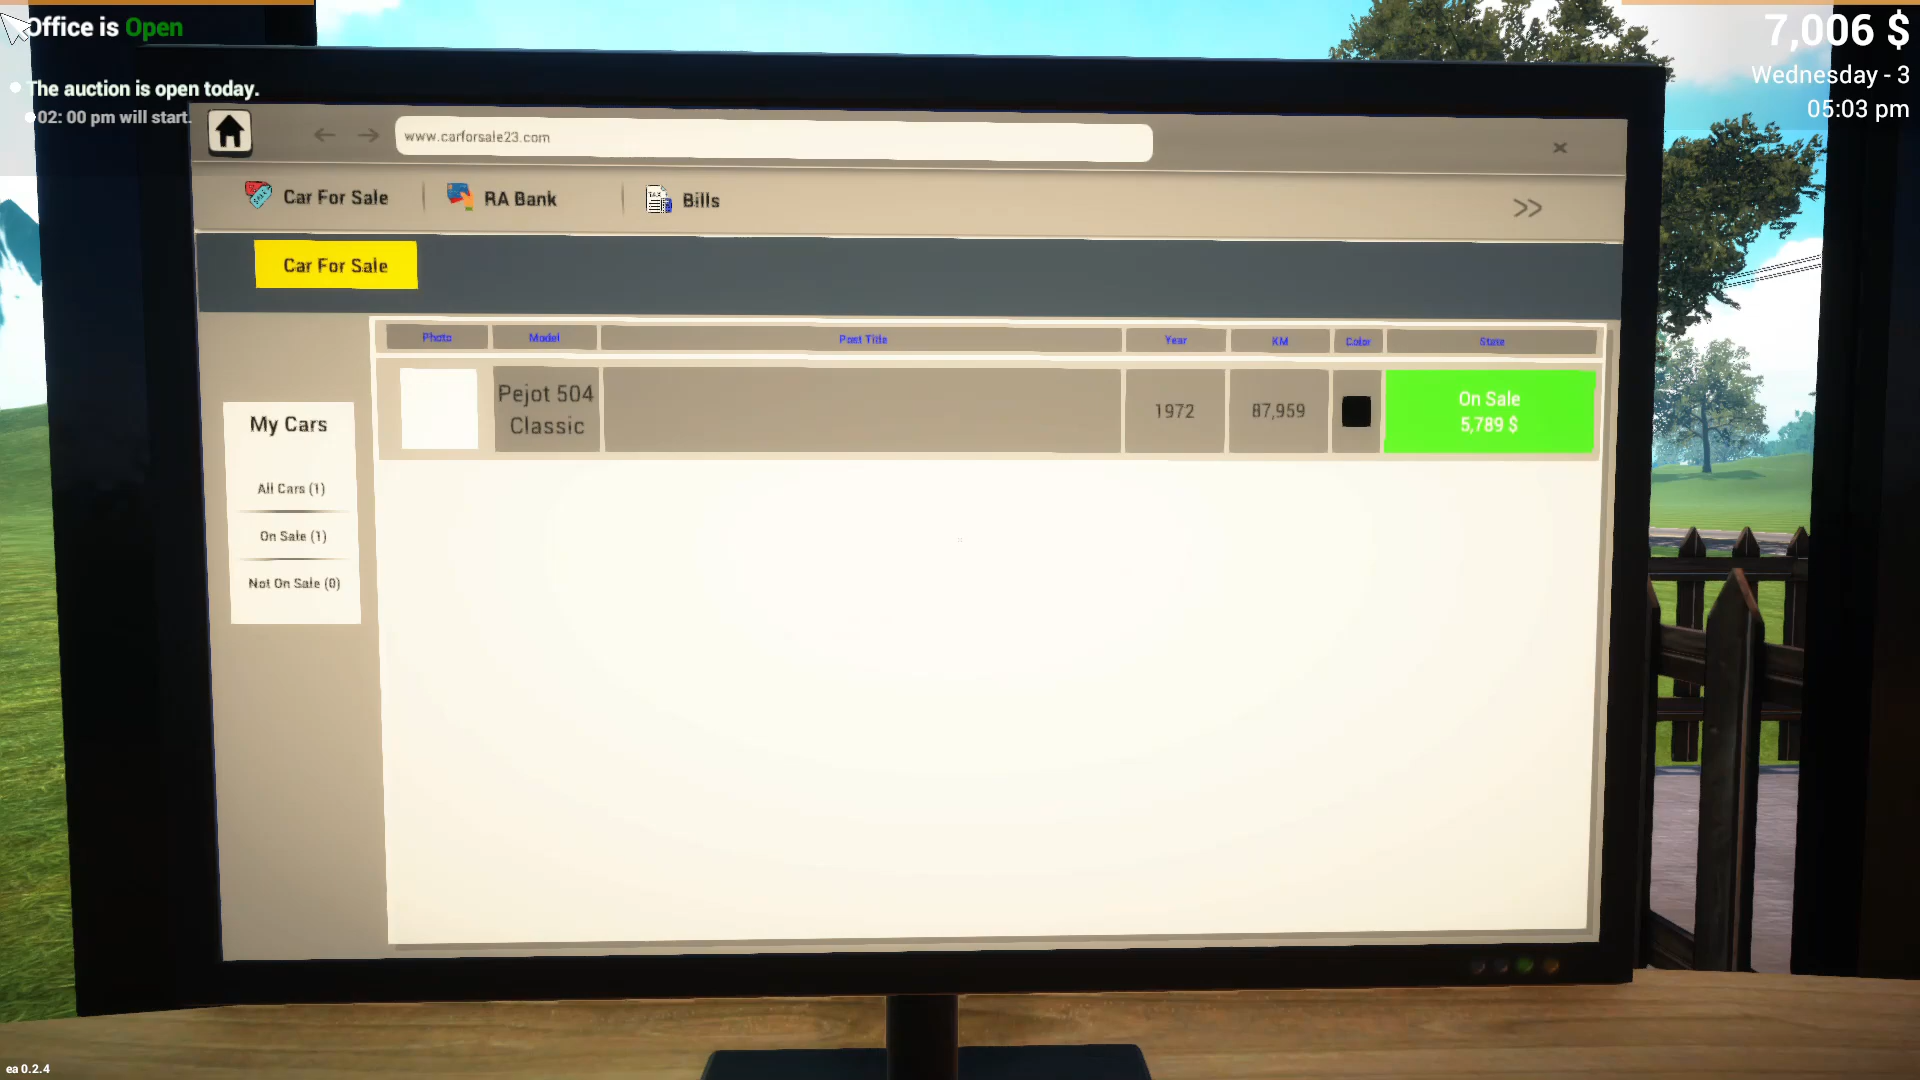 Office is Open
The auction is open today.
02: 00 pm will start.
7,006 $
Wednesday - 3
05:03 pm
www.carforsale23.com
Car For Sale
RA Bank
Bills
>>
Car For Sale
Photo Model Post Title Year KM Color State
Pejot 504
Classic
1972
87,959
On Sale
5,789 $
My Cars
All Cars (1)
On Sale (1)
Not On Sale (0)
ea 0.2.4